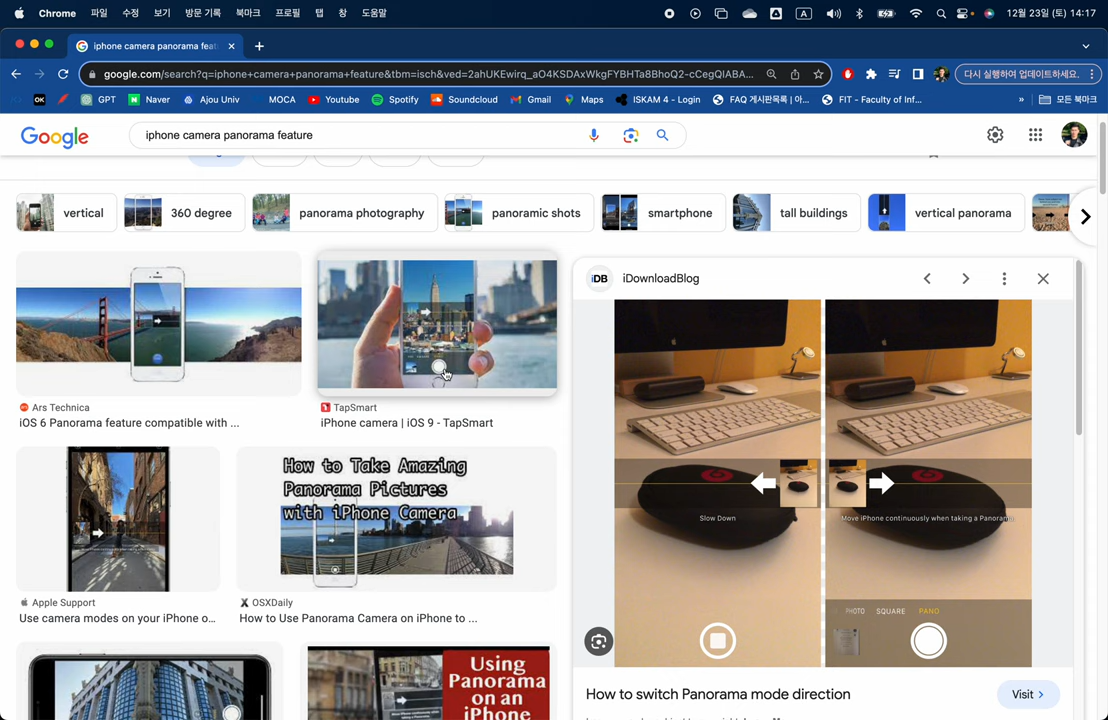 Chrome 파일 수정 보기 방문 기록 북마크 프로필 탭 창 도움말 A 12월 23일 (토) 14:17
iphone camera panorama feat
google.com/search?q=iphone+camera+panorama+feature&tbm=isch&ved=2ahUKEwirq_aO4KSDAxWkgFYBHTa8BhoQ2-cCegQIABA... 다시 실행하여 업데이트하세요.
OK GPT Naver Ajou Univ MOCA Youtube Spotify Soundcloud Gmail Maps ISKAM 4 - Login FAQ 게시판목록 | 아... FIT - Faculty of Inf... » 모든 북마크
Google iphone camera panorama feature
vertical 360 degree panorama photography panoramic shots smartphone tall buildings vertical panorama
Ars Technica
iOS 6 Panorama feature compatible with ...
TapSmart
iPhone camera | iOS 9 - TapSmart
Apple Support
Use camera modes on your iPhone o...
How to Take Amazing
Panorama Pictures
with iPhone Camera
OSXDaily
How to Use Panorama Camera on iPhone to ...
Using
Panorama
on an
iPhone
iDB iDownloadBlog
Slow Down
Move iPhone continuously when taking a Panorama.
PHOTO SQUARE PANO
How to switch Panorama mode direction
Visit